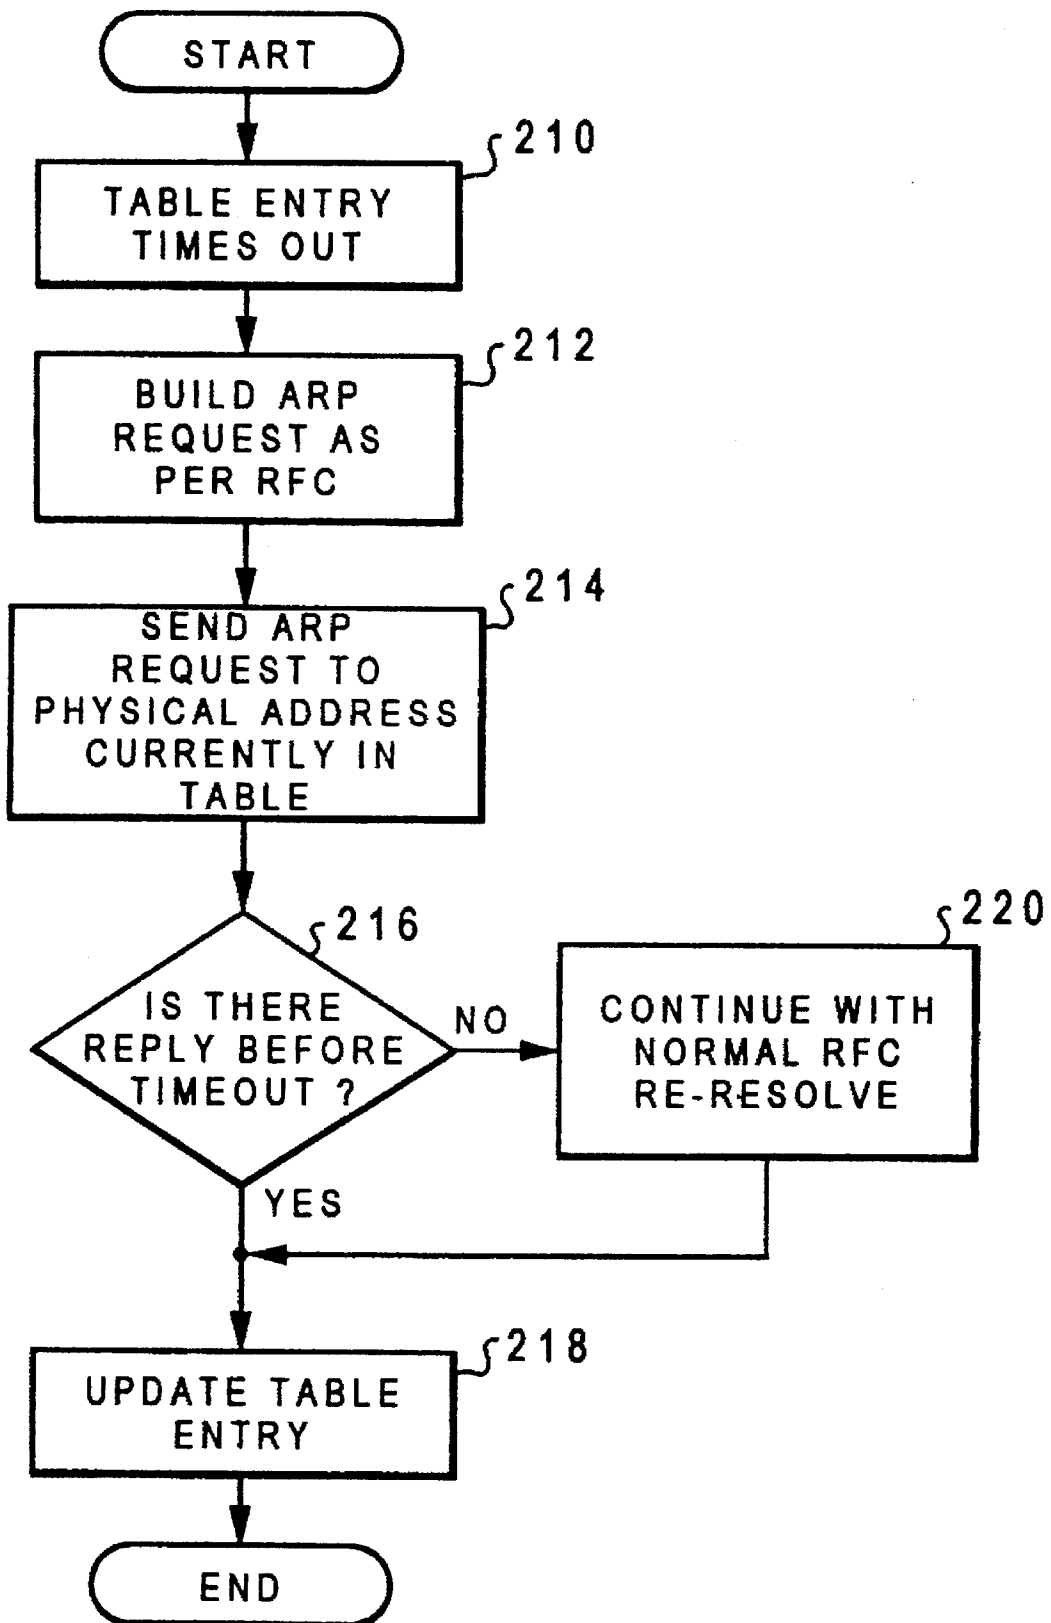 START
210
TABLE ENTRY
TIMES OUT
212
BUILD ARP
REQUEST AS
PER RFC
214
SEND ARP
REQUEST TO
PHYSICAL ADDRESS
CURRENTLY IN
TABLE
216
IS THERE
REPLY BEFORE
TIMEOUT ?
NO
220
CONTINUE WITH
NORMAL RFC
RE-RESOLVE
YES
218
UPDATE TABLE
ENTRY
END